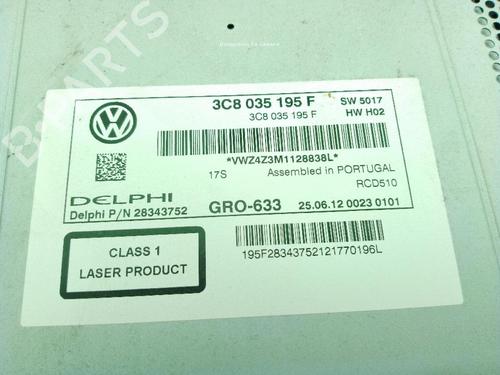 3C8 035 195 F SW 5017
3C8 035 195 F HW H02
*VWZ4Z3M1128838L*
17S Assembled in PORTUGAL
RCD510
DELPHI
Delphi P/N 28343752 GRO-633 25.06.12 0023 0101
CLASS 1
LASER PRODUCT
195F28343752121770196L
B-PARTS